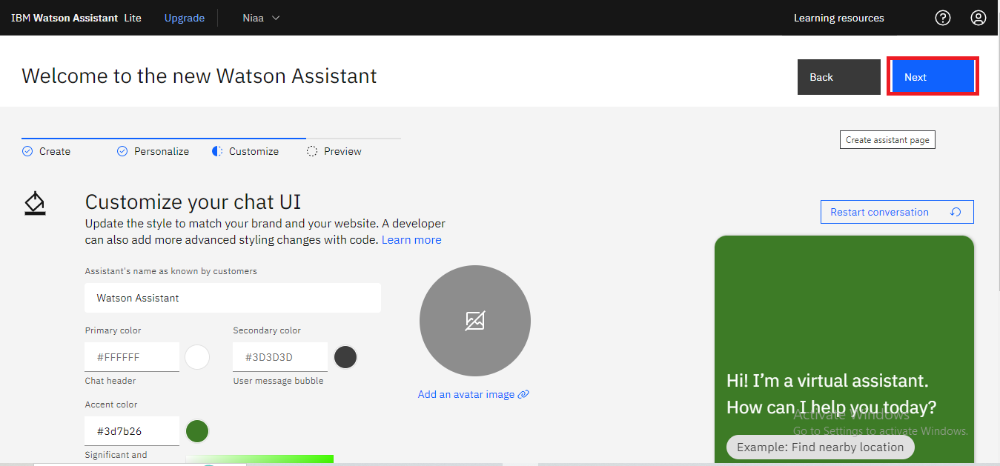 IBM Watson Assistant Lite Upgrade Niaa Learning resources
Welcome to the new Watson Assistant
Back Next
Create Personalize Customize Preview
Create assistant page
Customize your chat UI
Update the style to match your brand and your website. A developer
can also add more advanced styling changes with code. Learn more
Restart conversation
Assistant's name as known by customers
Watson Assistant
Primary color Secondary color
#FFFFFF #3D3D3D
Chat header User message bubble
Add an avatar image
Accent color
#3d7b26
Significant and
Hi! I'm a virtual assistant.
How can I help you today?
Activate Windows
Go to Settings to activate Windows.
Example: Find nearby location